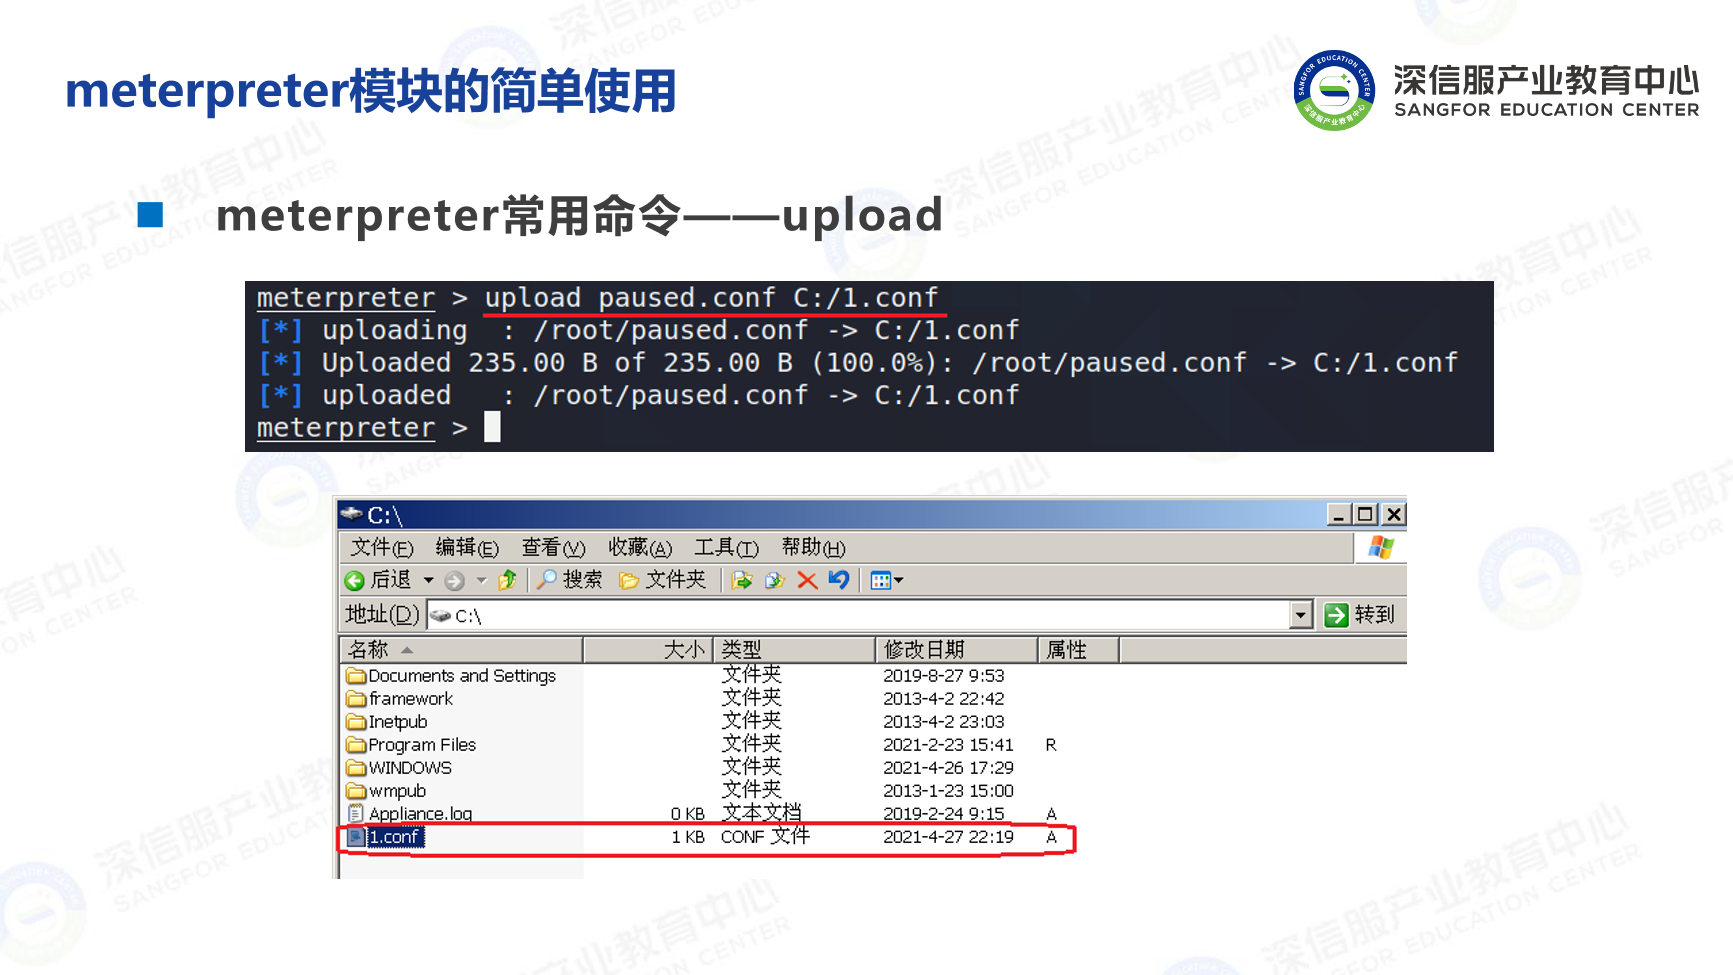 meterpreter模块的简单使用
深信服产业教育中心
SANGFOR EDUCATION CENTER
meterpreter常用命令——upload
meterpreter > upload paused.conf C:/1.conf
[*] uploading  : /root/paused.conf -> C:/1.conf
[*] Uploaded 235.00 B of 235.00 B (100.0%): /root/paused.conf -> C:/1.conf
[*] uploaded   : /root/paused.conf -> C:/1.conf
meterpreter >
C:\
文件(F) 编辑(E) 查看(V) 收藏(A) 工具(T) 帮助(H)
后退 搜索 文件夹
地址(D) C:\ 转到
名称 大小 类型 修改日期 属性
Documents and Settings 文件夹 2019-8-27 9:53
framework 文件夹 2013-4-2 22:42
Inetpub 文件夹 2013-4-2 23:03
Program Files 文件夹 2021-2-23 15:41 R
WINDOWS 文件夹 2021-4-26 17:29
wmpub 文件夹 2013-1-23 15:00
Appliance.log 0 KB 文本文档 2019-2-24 9:15 A
1.conf 1 KB CONF 文件 2021-4-27 22:19 A